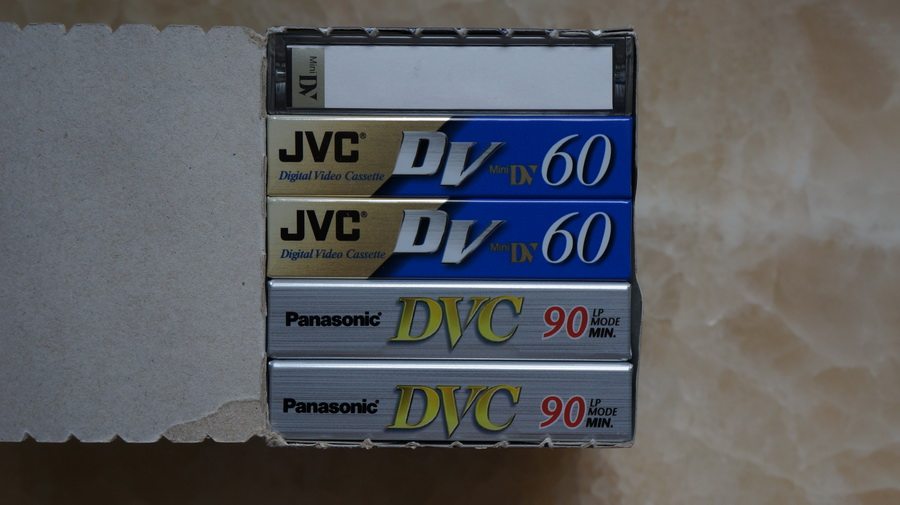 Mini DV
JVC® DV Mini DV 60
Digital Video Cassette
JVC® DV Mini DV 60
Digital Video Cassette
Panasonic DVC 90 LP MODE MIN.
Panasonic DVC 90 LP MODE MIN.